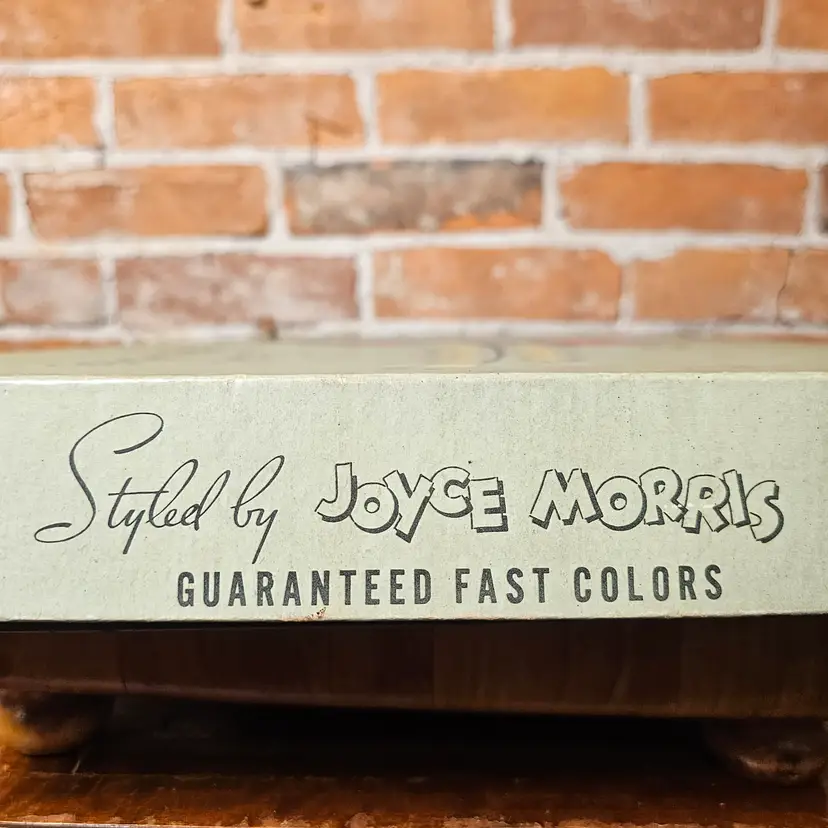 Styled by JOYCE MORRIS
GUARANTEED FAST COLORS